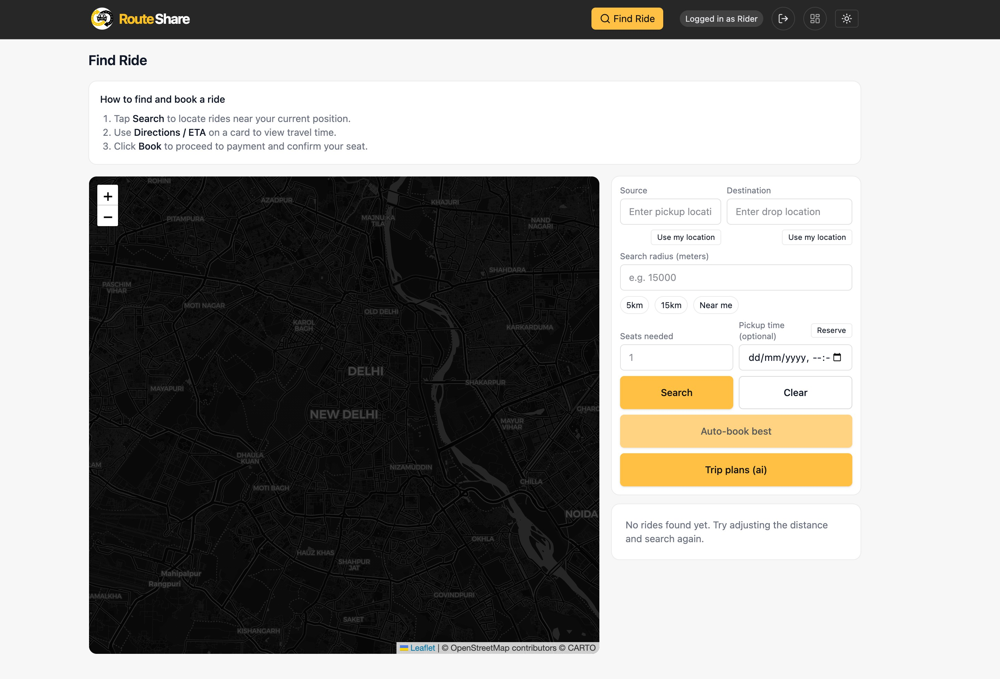 RouteShare
Find Ride
Logged in as Rider
Find Ride
How to find and book a ride
1. Tap Search to locate rides near your current position.
2. Use Directions / ETA on a card to view travel time.
3. Click Book to proceed to payment and confirm your seat.
+
−
ROHINI
AZADPUR
KHAJURI
PITAMPURA
MAJNU KA
TILA
NAND
NAGARI
SHAHDARA
PASCHIM
VIHAR
MOTI NAGAR
OLD DELHI
KAROL
BAGH
KARKARDUMA
DELHI
SHAKARPUR
MAYAPURI
GHARO
NEW DELHI
MAYUR
VIHAR
DHAULA
KUAN
LAM
NIZAMUDDIN
CHILLA
MOTI BAGH
NOIDA
OKHLA
HAUZ KHAS
SHAHPUR
JAT
Mahipalpur
Rangpuri
AMALKHA
GOVINDPURI
SAKET
KISHANGARH
Leaflet | © OpenStreetMap contributors © CARTO
Source
Destination
Enter pickup locati
Enter drop location
Use my location
Use my location
Search radius (meters)
e.g. 15000
5km
15km
Near me
Seats needed
Pickup time
(optional)
Reserve
1
dd/mm/yyyy, --:-
Search
Clear
Auto-book best
Trip plans (ai)
No rides found yet. Try adjusting the distance
and search again.